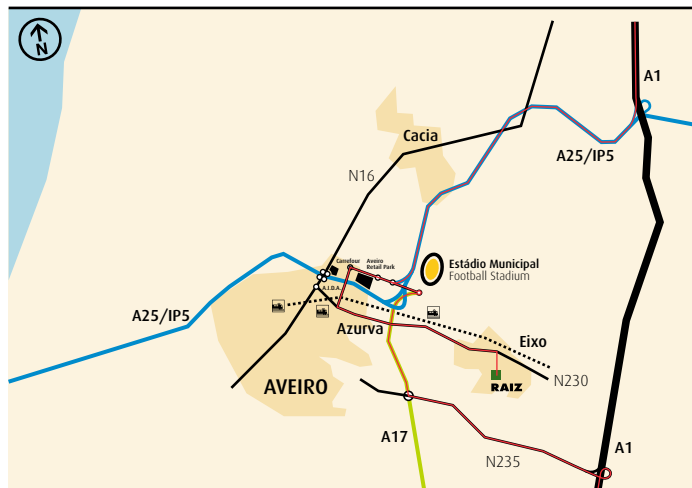 N
A1
Cacia
A25/IP5
N16
Carrefour
Aveiro
Retail Park
Estádio Municipal
Football Stadium
A.I.D.A.
A25/IP5
Azurva
Eixo
AVEIRO
RAIZ
N230
A17
A1
N235